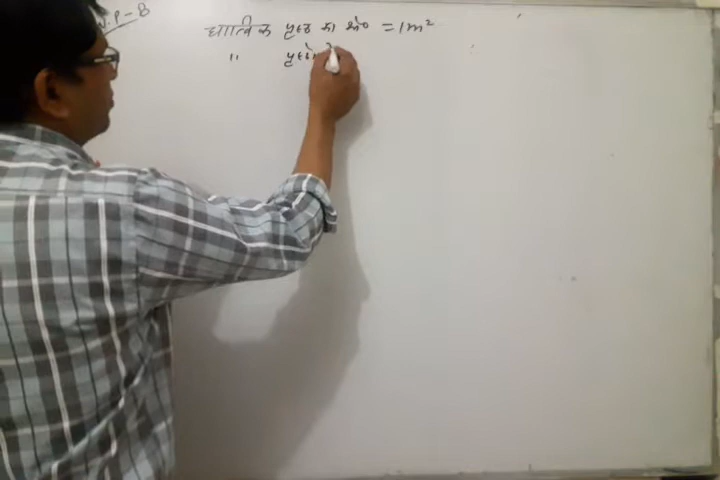 N.P-8
धात्विक पृष्ठ का क्षे० = 1m²
" पृष्ठों